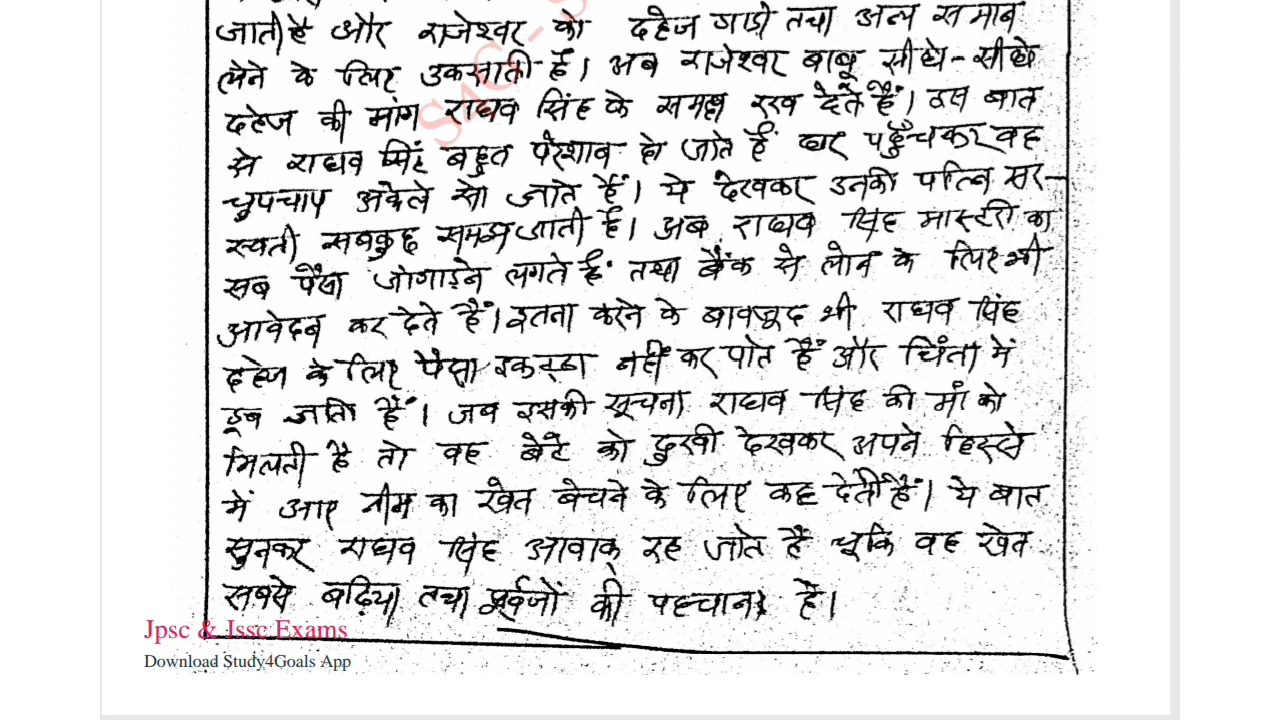 जाती है और राजेश्वर को दहेज गाड़ी तथा अन्य समान
लेने के लिए उकसाती है। अब राजेश्वर बाबू सीधे-सीधे
दहेज की मांग राघव सिंह के समक्ष रख देते हैं। इस बात
से राघव सिंह बहुत परेशान हो जाते हैं घर पहुँचकर वह
चुपचाप अकेले सो जाते हैं। ये देखकर उनकी पत्नि सर-
स्वती सबकुछ समझ जाती है। अब राघव सिंह मास्टरी का
सब पैसा जोगाड़ने लगते हैं तथा बैंक से लोन के लिए भी
आवेदन कर देते हैं। इतना करने के बावजूद भी राघव सिंह
दहेज के लिए पैसा इकट्ठा नहीं कर पाते हैं और चिंता में
डूब जाते हैं। जब इसकी सूचना राघव सिंह की माँ को
मिलती है तो वह बेटे को दुखी देखकर अपने हिस्से
में आए नीम का खेत बेचने के लिए कह देती हैं। ये बात
सुनकर राघव सिंह आवाक् रह जाते हैं चूकि वह खेत
सबसे बढ़िया तथा पूर्वजों की पहचान है।
Jpsc & Jssc Exams
Download Study4Goals App